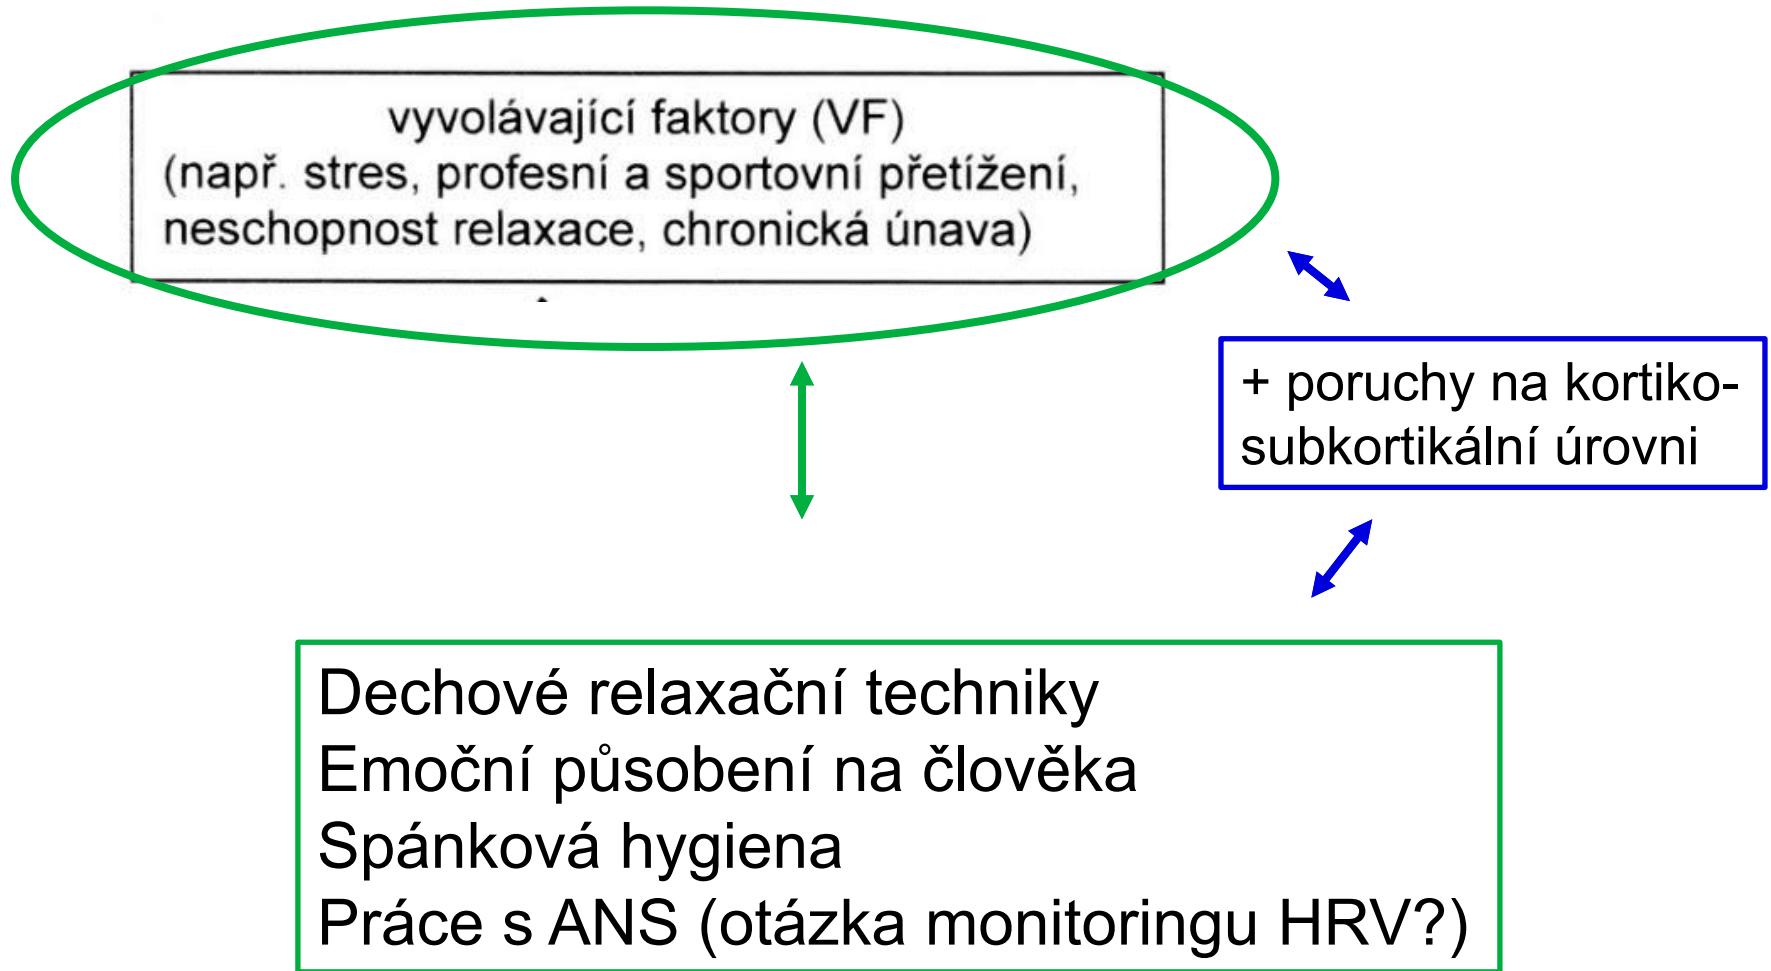 vyvolávající faktory (VF)
(např. stres, profesní a sportovní přetížení,
neschopnost relaxace, chronická únava)
+ poruchy na kortiko-
subkortikální úrovni
Dechové relaxační techniky
Emoční působení na člověka
Spánková hygiena
Práce s ANS (otázka monitoringu HRV?)